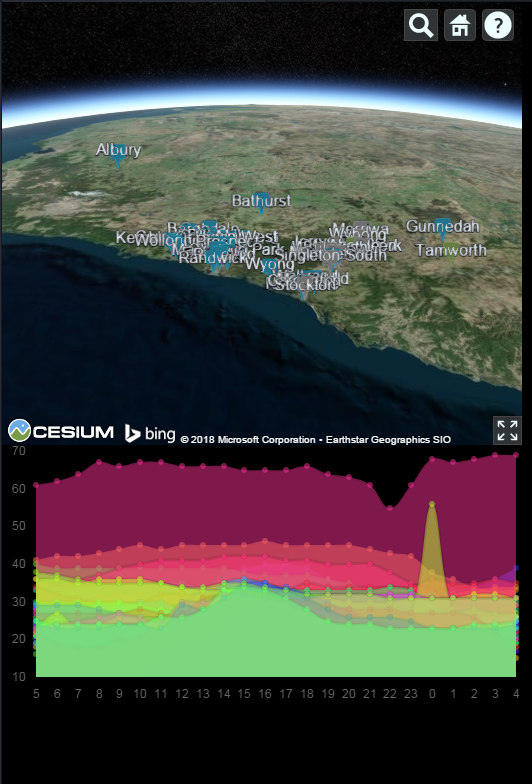 ?
Albury
Bathurst
Gunnedah
Tamworth
Randwick
Wyong
Singleton South
Stockton
CESIUM bing © 2018 Microsoft Corporation • Earthstar Geographics SIO
70
60
50
40
30
20
10
5 6 7 8 9 10 11 12 13 14 15 16 17 18 19 20 21 22 23 0 1 2 3 4